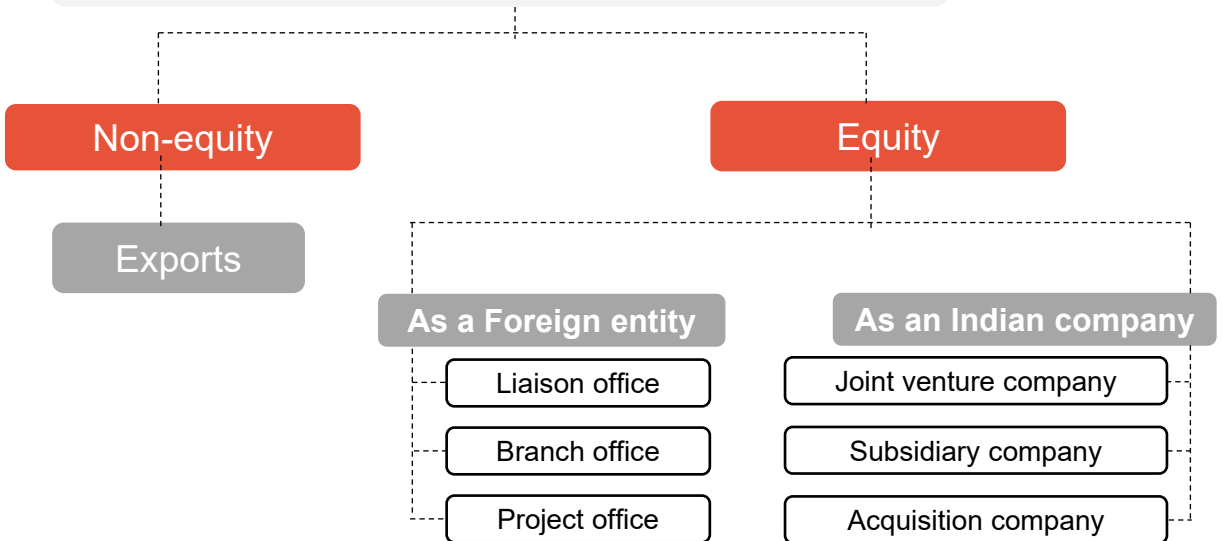 Non-equity
Equity
Exports
As a Foreign entity
As an Indian company
Liaison office
Joint venture company
Branch office
Subsidiary company
Project office
Acquisition company